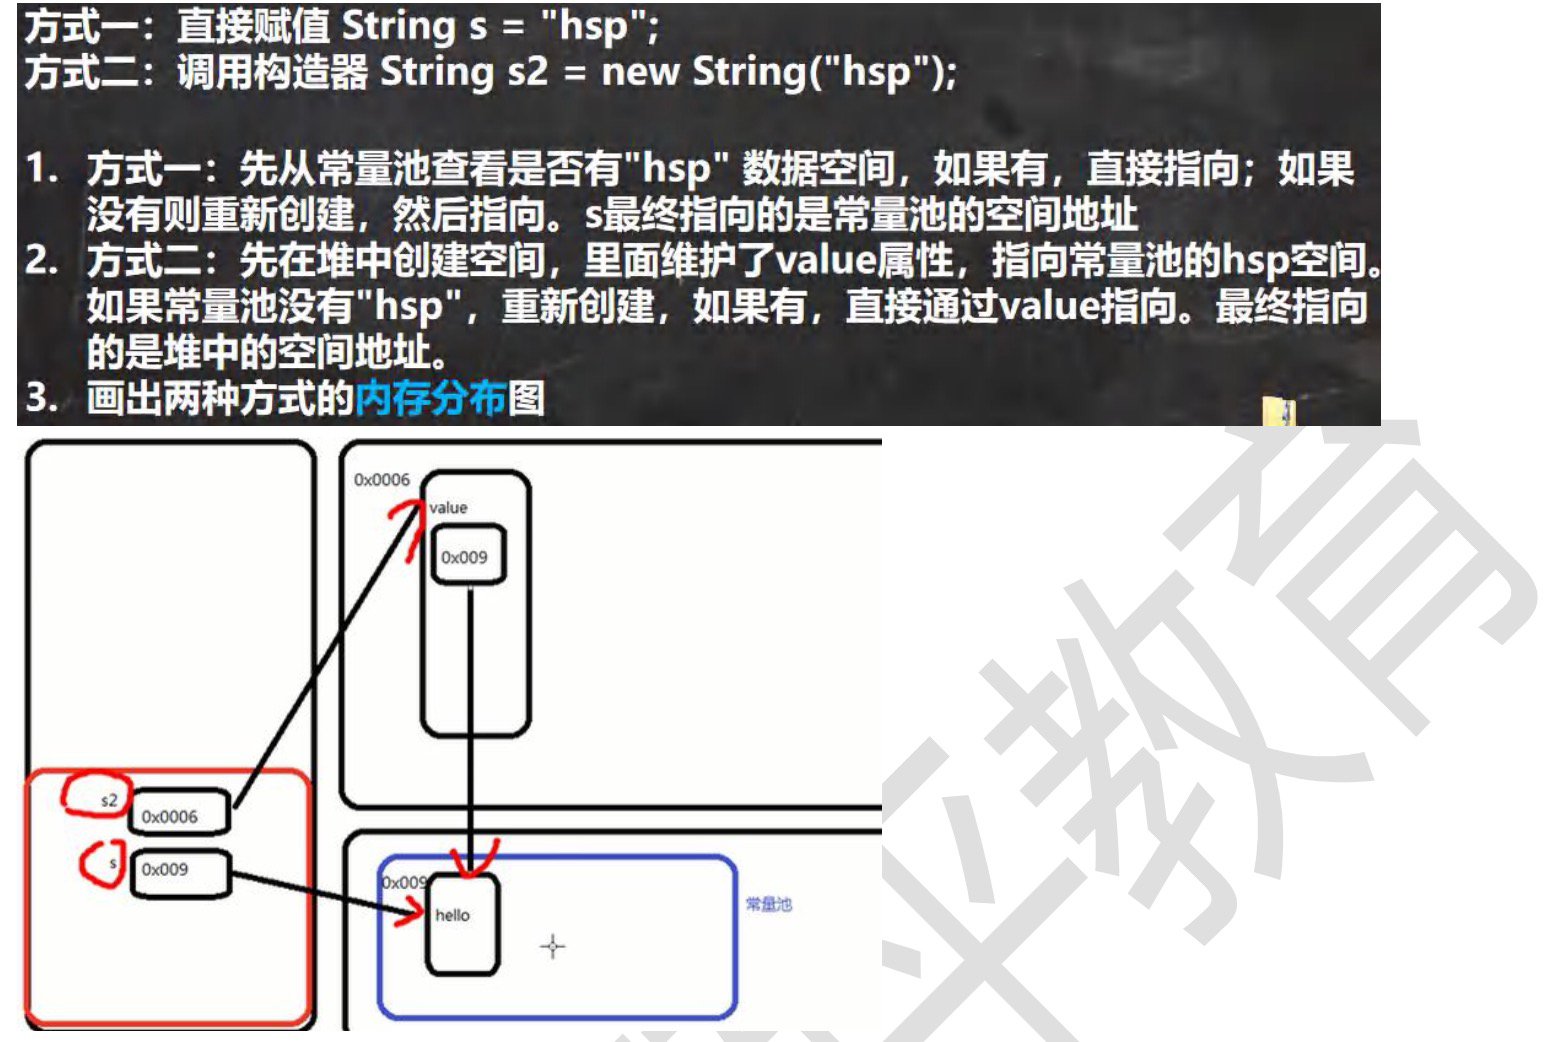 方式一：直接赋值 String s = "hsp";
方式二：调用构造器 String s2 = new String("hsp");
1. 方式一：先从常量池查看是否有"hsp" 数据空间，如果有，直接指向；如果
没有则重新创建，然后指向。s最终指向的是常量池的空间地址
2. 方式二：先在堆中创建空间，里面维护了value属性，指向常量池的hsp空间。
如果常量池没有"hsp"，重新创建，如果有，直接通过value指向。最终指向
的是堆中的空间地址。
3. 画出两种方式的内存分布图
0x0006
value
0x009
s2
0x0006
s
0x009
0x009
hello
常量池
平教育